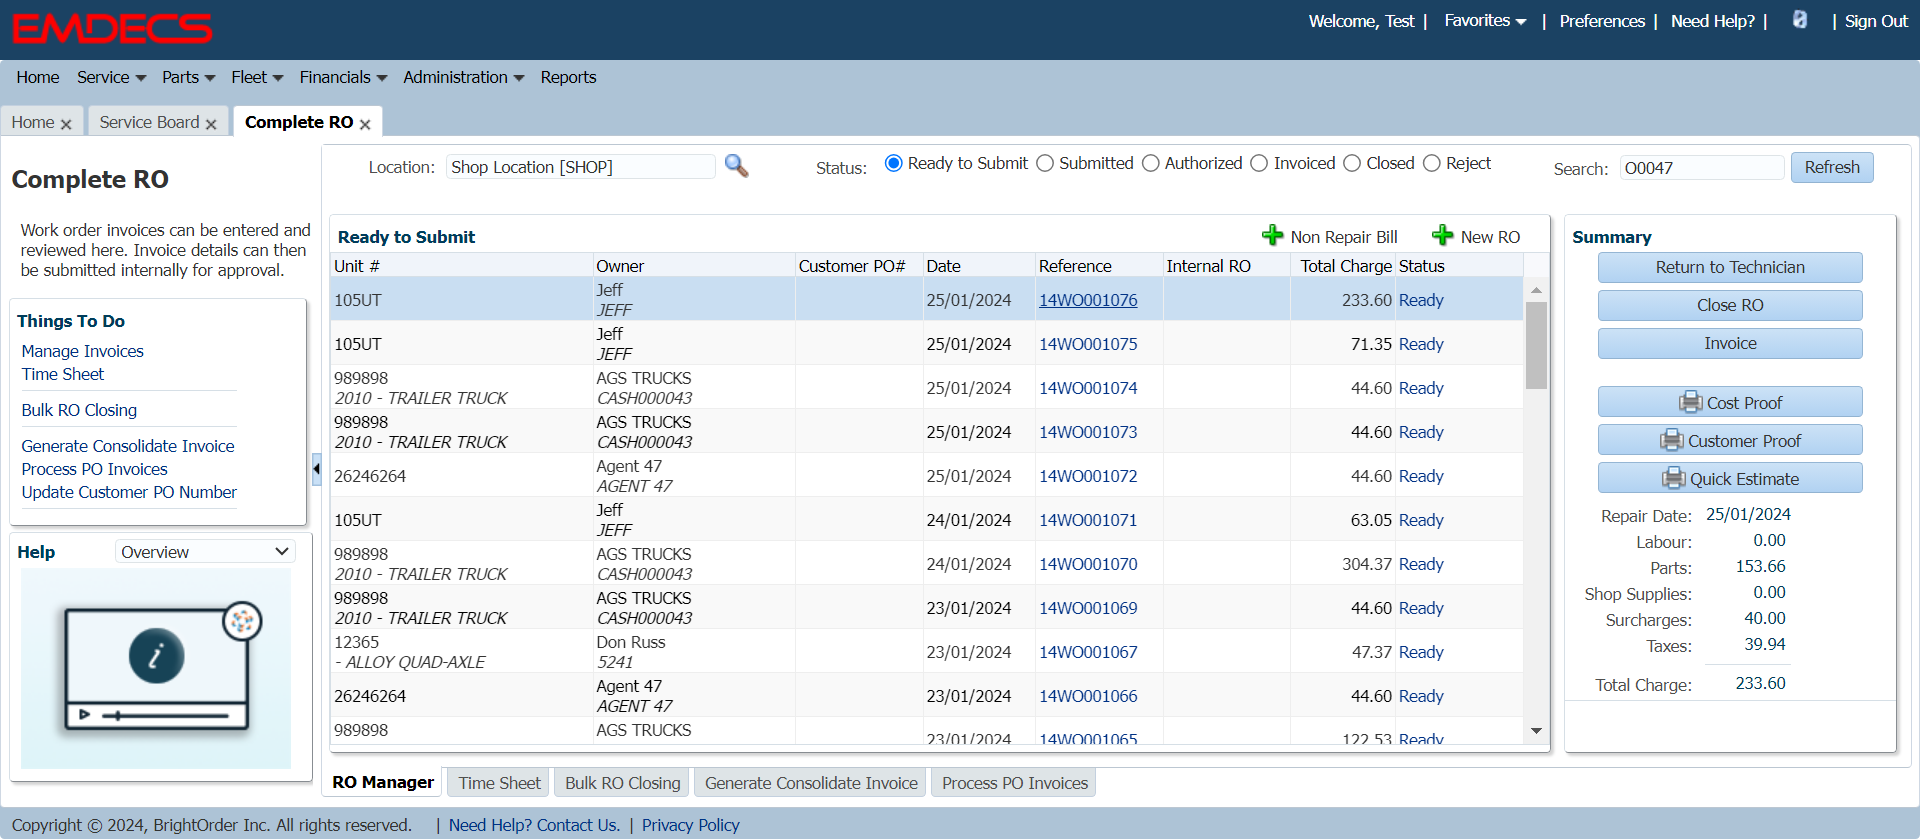 EMDECS
Welcome, Test | Favorites | Preferences | Need Help? | | Sign Out
Home Service Parts Fleet Financials Administration Reports
Home Service Board Complete RO
Complete RO
Work order invoices can be entered and
reviewed here. Invoice details can then
be submitted internally for approval.
Things To Do
Manage Invoices
Time Sheet
Bulk RO Closing
Generate Consolidate Invoice
Process PO Invoices
Update Customer PO Number
Help Overview
i
Location: Shop Location [SHOP] Status: Ready to Submit Submitted Authorized Invoiced Closed Reject Search: O0047 Refresh
Ready to Submit Non Repair Bill New RO
Unit # Owner Customer PO# Date Reference Internal RO Total Charge Status
105UT Jeff 25/01/2024 14WO001076 233.60 Ready
JEFF
105UT Jeff 25/01/2024 14WO001075 71.35 Ready
JEFF
989898 AGS TRUCKS 25/01/2024 14WO001074 44.60 Ready
2010 - TRAILER TRUCK CASH000043
989898 AGS TRUCKS 25/01/2024 14WO001073 44.60 Ready
2010 - TRAILER TRUCK CASH000043
26246264 Agent 47 25/01/2024 14WO001072 44.60 Ready
AGENT 47
105UT Jeff 24/01/2024 14WO001071 63.05 Ready
JEFF
989898 AGS TRUCKS 24/01/2024 14WO001070 304.37 Ready
2010 - TRAILER TRUCK CASH000043
989898 AGS TRUCKS 23/01/2024 14WO001069 44.60 Ready
2010 - TRAILER TRUCK CASH000043
12365 Don Russ 23/01/2024 14WO001067 47.37 Ready
- ALLOY QUAD-AXLE 5241
26246264 Agent 47 23/01/2024 14WO001066 44.60 Ready
AGENT 47
989898 AGS TRUCKS 23/01/2024 14WO001065 122.53 Ready
Summary
Return to Technician
Close RO
Invoice
Cost Proof
Customer Proof
Quick Estimate
Repair Date: 25/01/2024
Labour: 0.00
Parts: 153.66
Shop Supplies: 0.00
Surcharges: 40.00
Taxes: 39.94
Total Charge: 233.60
RO Manager Time Sheet Bulk RO Closing Generate Consolidate Invoice Process PO Invoices
Copyright © 2024, BrightOrder Inc. All rights reserved. | Need Help? Contact Us. | Privacy Policy